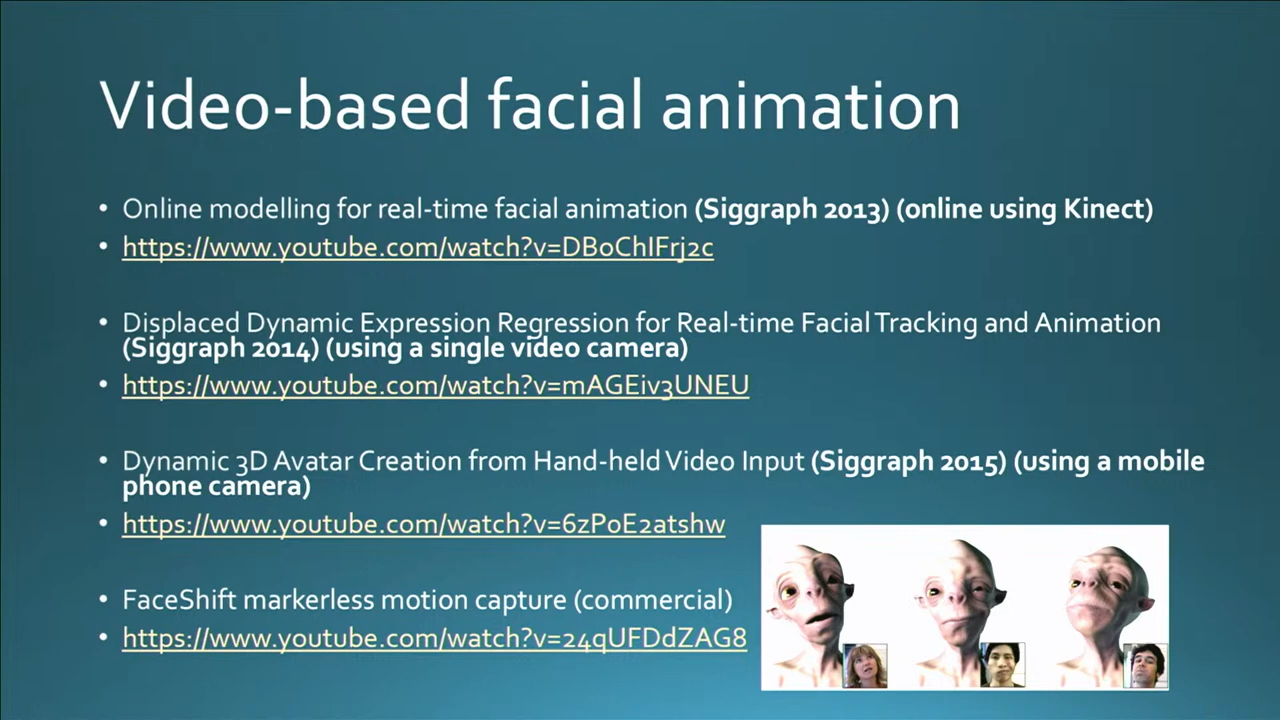 Video-based facial animation
• Online modelling for real-time facial animation (Siggraph 2013) (online using Kinect)
• https://www.youtube.com/watch?v=DBoChIFrj2c
• Displaced Dynamic Expression Regression for Real-time Facial Tracking and Animation
(Siggraph 2014) (using a single video camera)
• https://www.youtube.com/watch?v=mAGEiv3UNEU
• Dynamic 3D Avatar Creation from Hand-held Video Input (Siggraph 2015) (using a mobile
phone camera)
• https://www.youtube.com/watch?v=6zPoE2atshw
• FaceShift markerless motion capture (commercial)
• https://www.youtube.com/watch?v=24qUFDdZAG8